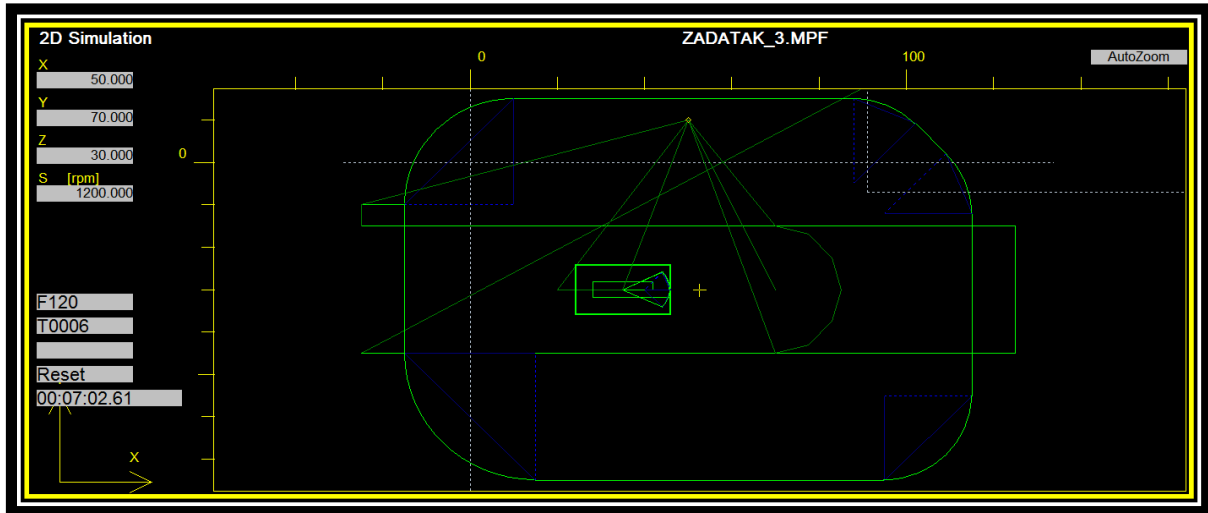 2D Simulation
ZADATAK_3.MPF
X
50.000
Y
70.000
Z
30.000
S [rpm]
1200.000
F120
T0006
Reset
00:07:02.61
X
0
100
AutoZoom
0